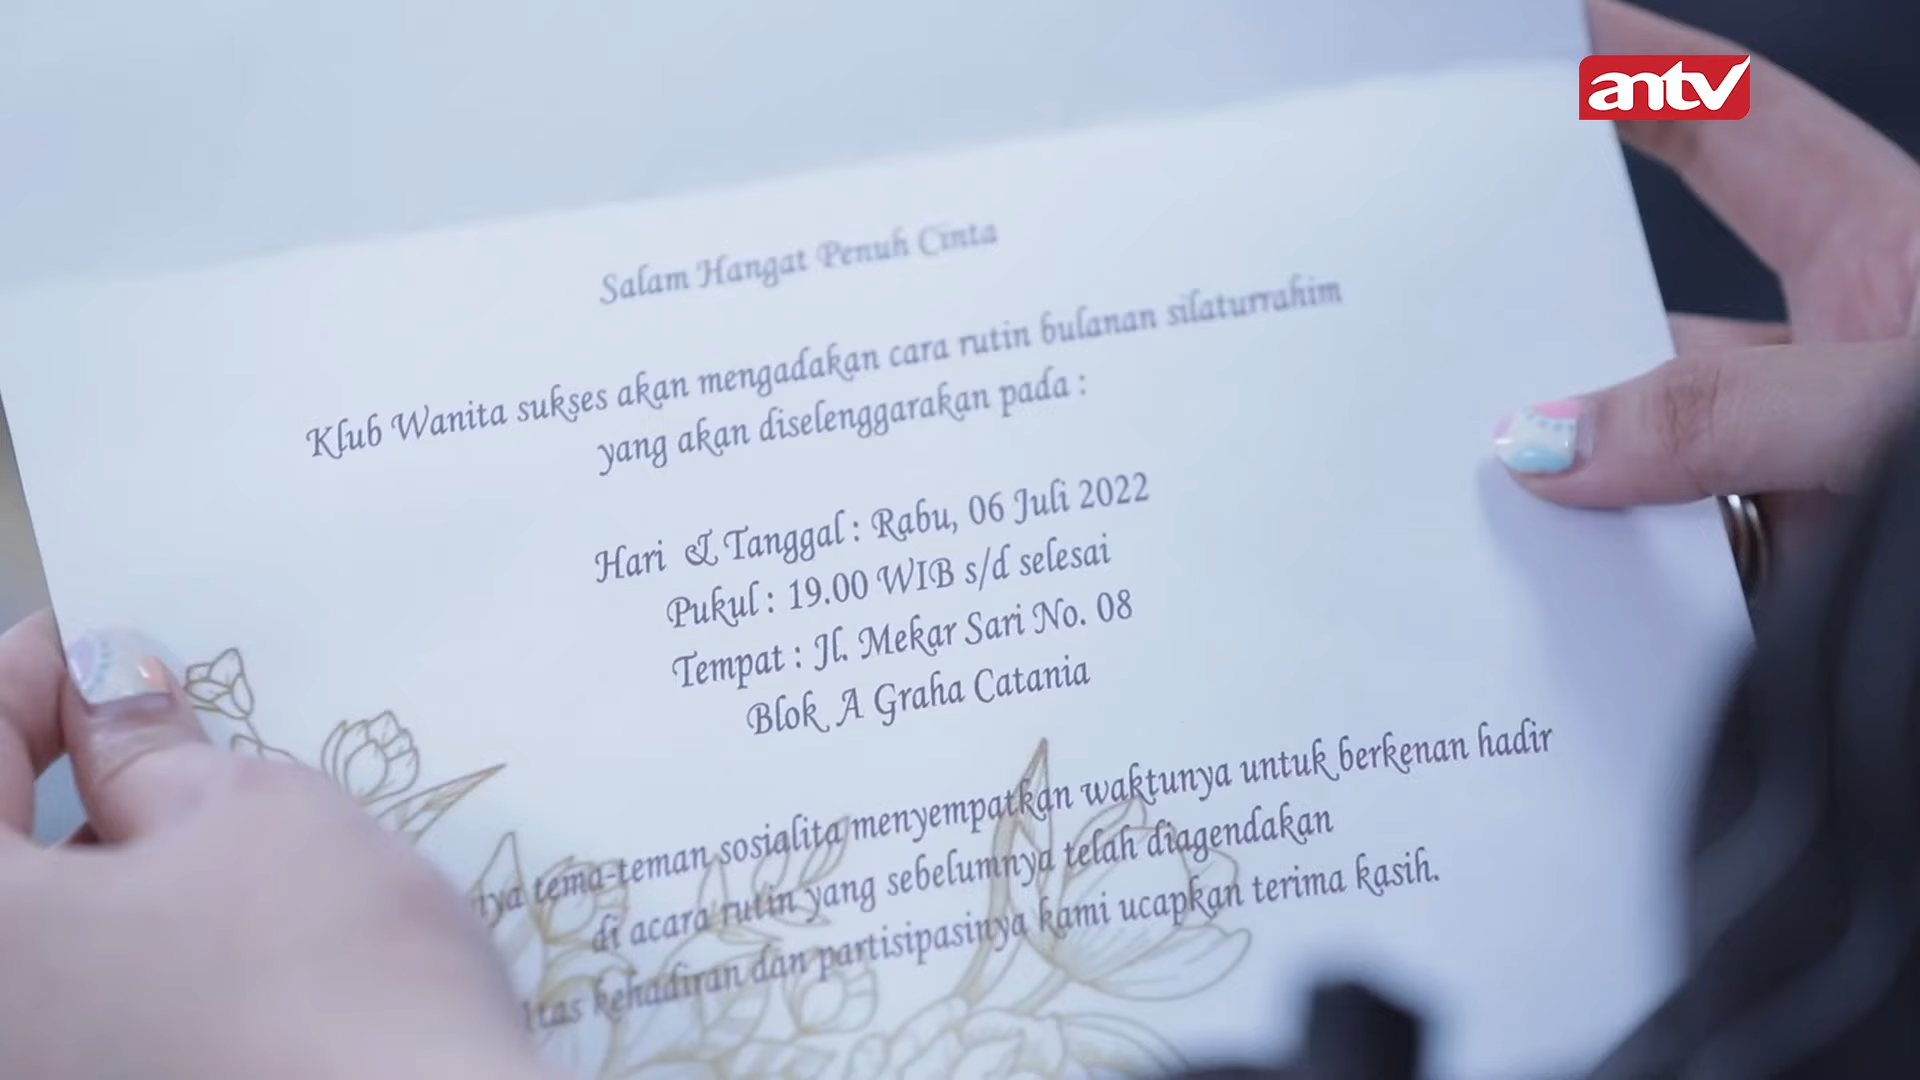 antv
Salam Hangat Penuh Cinta
Klub Wanita sukses akan mengadakan cara rutin bulanan silaturrahim
yang akan diselenggarakan pada :
Hari & Tanggal : Rabu, 06 Juli 2022
Pukul : 19.00 WIB s/d selesai
Tempat : Jl. Mekar Sari No. 08
Blok A Graha Catania
tema-teman sosialita menyempatkan waktunya untuk berkenan hadir
di acara rutin yang sebelumnya telah diagendakan
kehadiran dan partisipasinya kami ucapkan terima kasih.